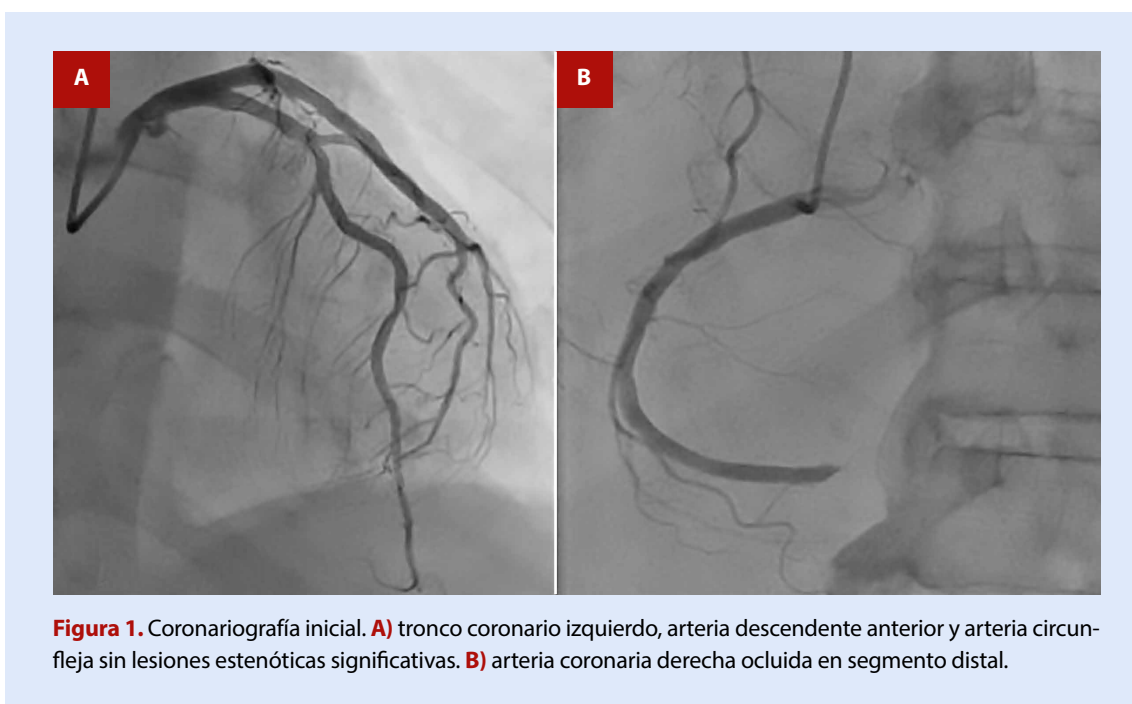 A
B
Figura 1. Coronariografía inicial. A) tronco coronario izquierdo, arteria descendente anterior y arteria circun-
fleja sin lesiones estenóticas significativas. B) arteria coronaria derecha ocluida en segmento distal.